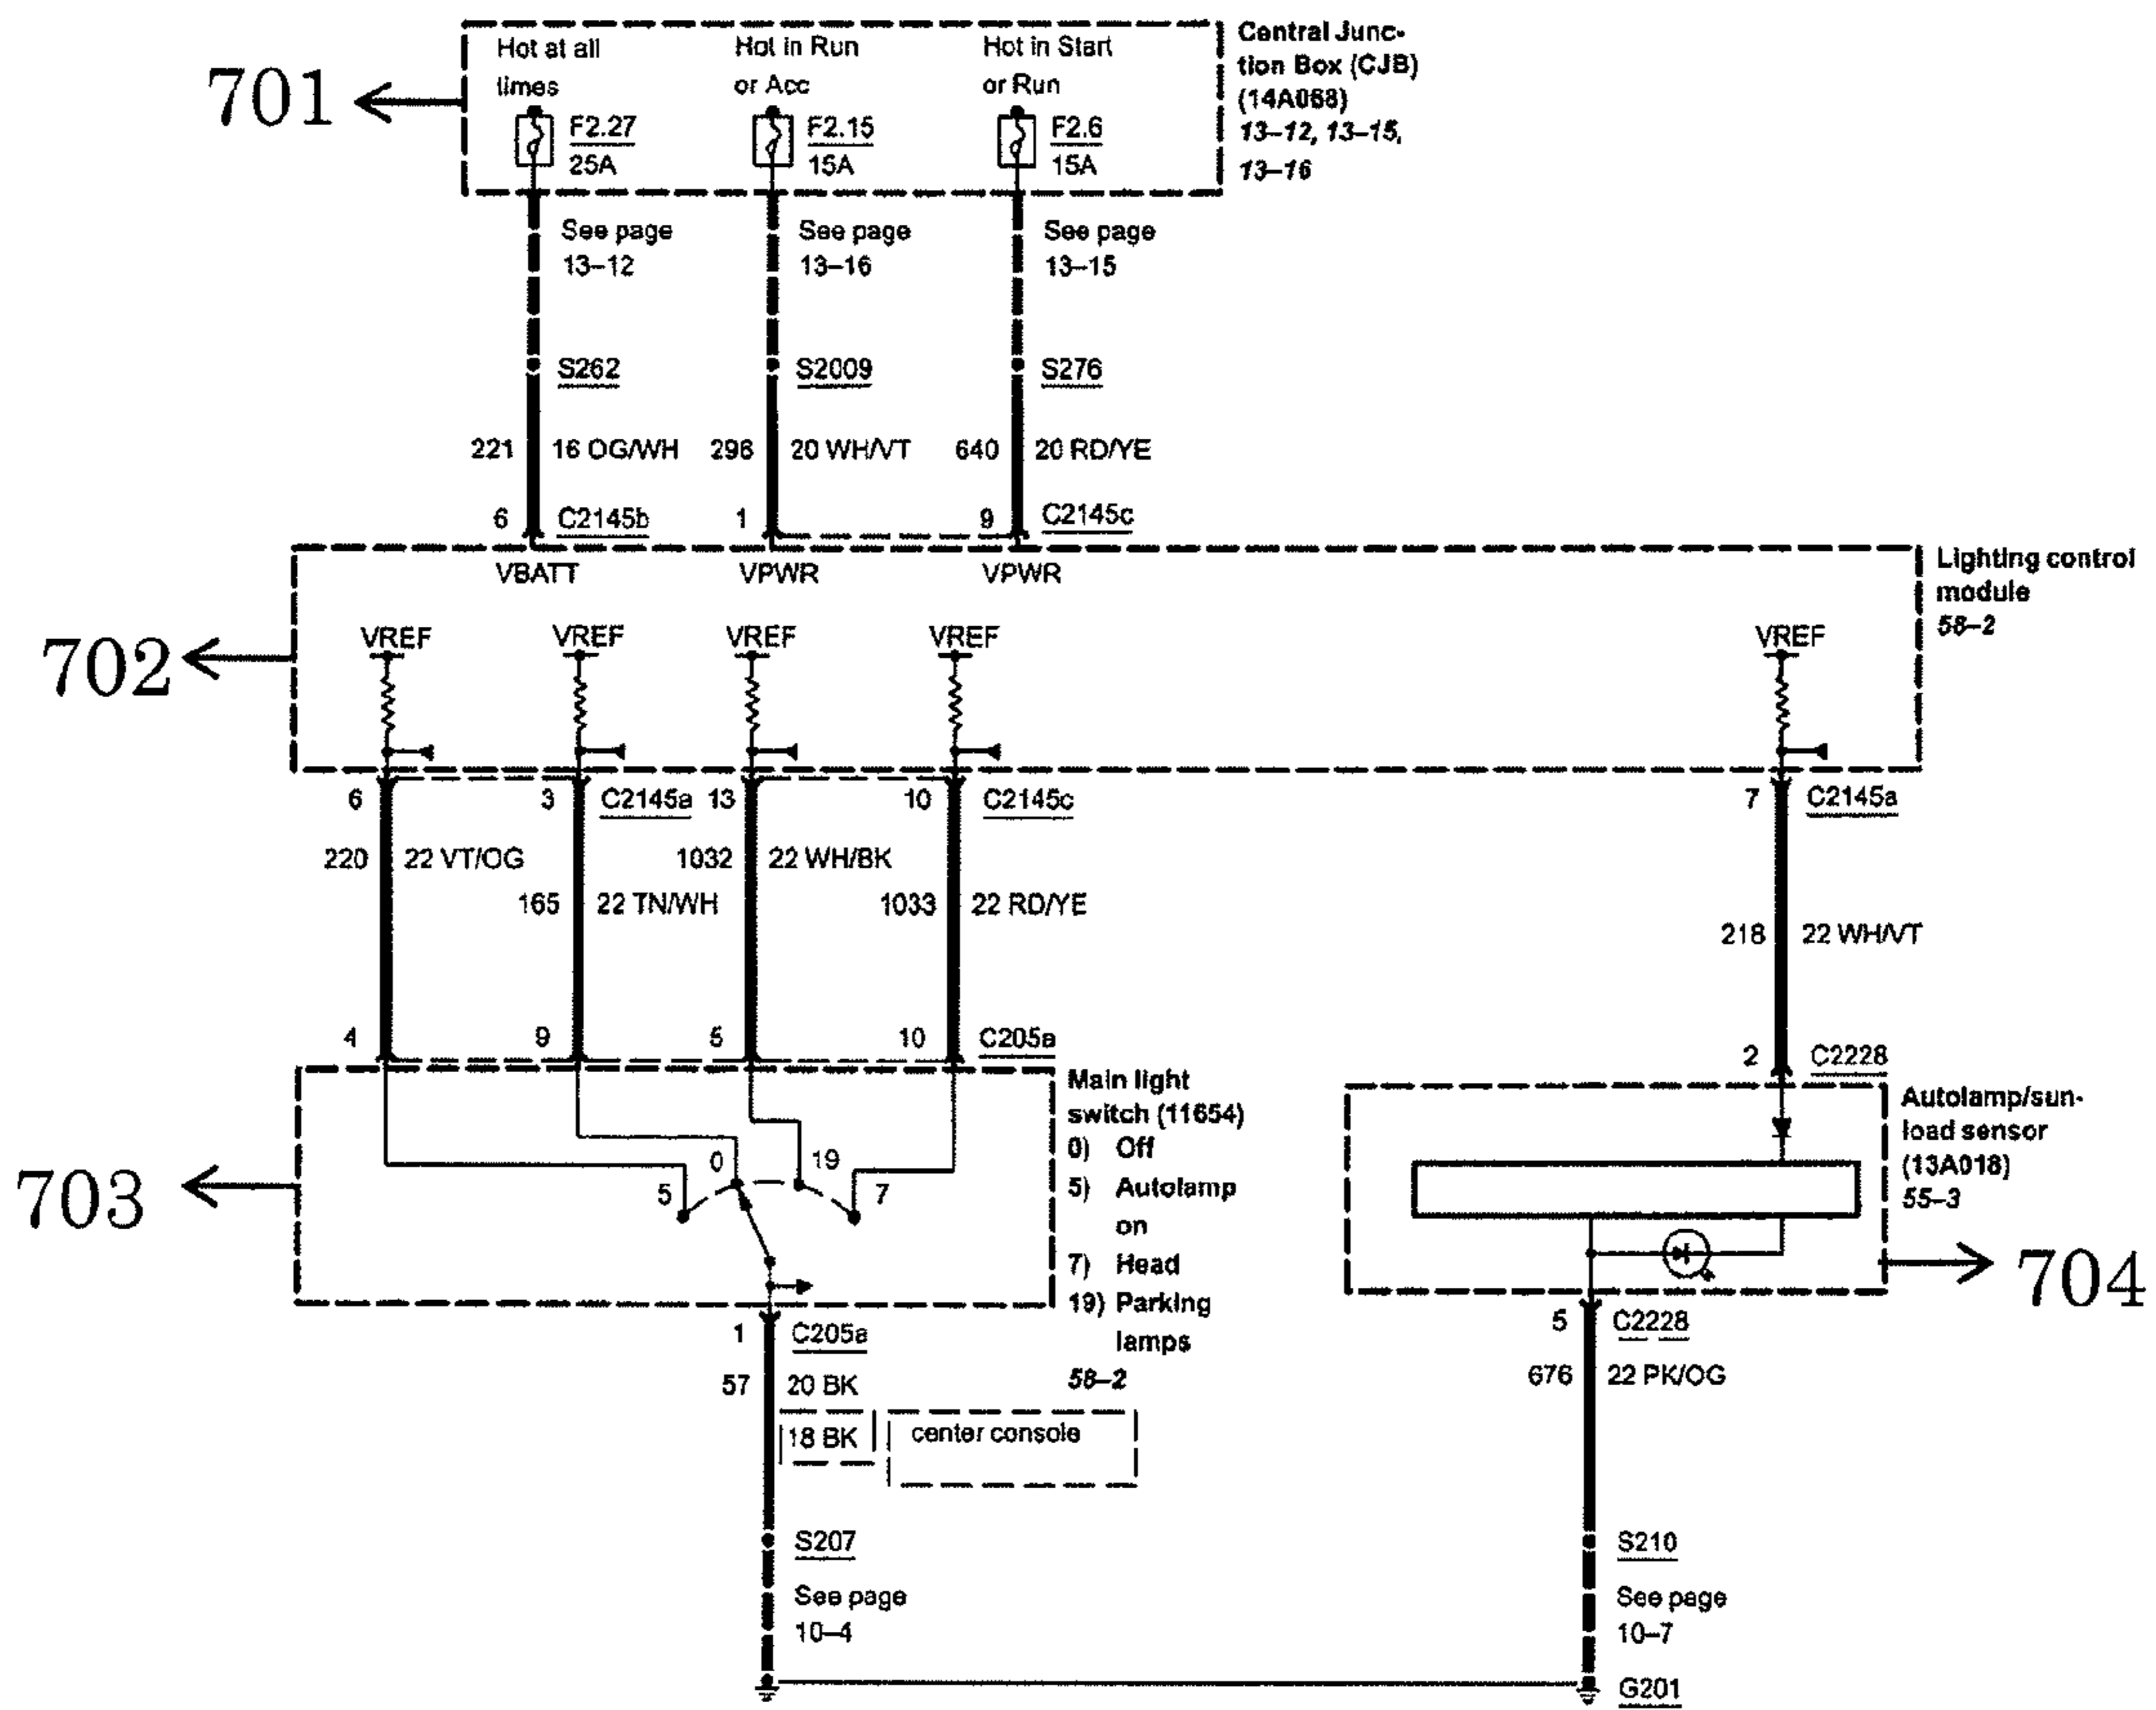 Hot at all
times
F2.27
25A
Hot in Run
or Acc
F2.15
15A
Hot in Start
or Run
F2.6
15A
Central Junc-
tion Box (CJB)
(14A068)
13–12, 13–15,
13–16
701
See page
13–12
See page
13–16
See page
13–15
S262
S2009
S276
221 16 OG/WH
298 20 WH/VT
640 20 RD/YE
6 C2145b
1
9 C2145c
VBATT
VPWR
VPWR
Lighting control
module
58–2
702
VREF
VREF
VREF
VREF
VREF
6
3 C2145a
13
10 C2145c
7 C2145a
220 22 VT/OG
165 22 TN/WH
1032 22 WH/BK
1033 22 RD/YE
218 22 WH/VT
4
9
5
10 C205a
2 C2228
703
5
0
19
7
Main light
switch (11654)
0) Off
5) Autolamp
on
7) Head
19) Parking
lamps
58–2
Autolamp/sun-
load sensor
(13A018)
55–3
704
1 C205a
57 20 BK
18 BK
center console
5 C2228
676 22 PK/OG
S207
See page
10–4
S210
See page
10–7
G201